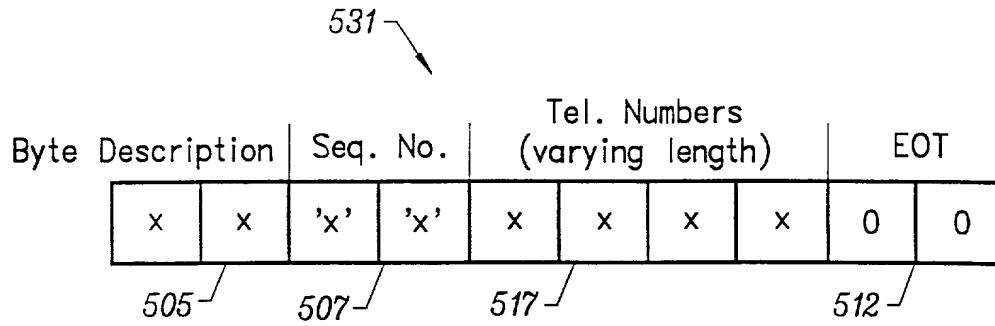 531
Tel. Numbers
Byte Description Seq. No. (varying length) EOT
x x 'x' 'x' x x x x 0 0
505 507 517 512